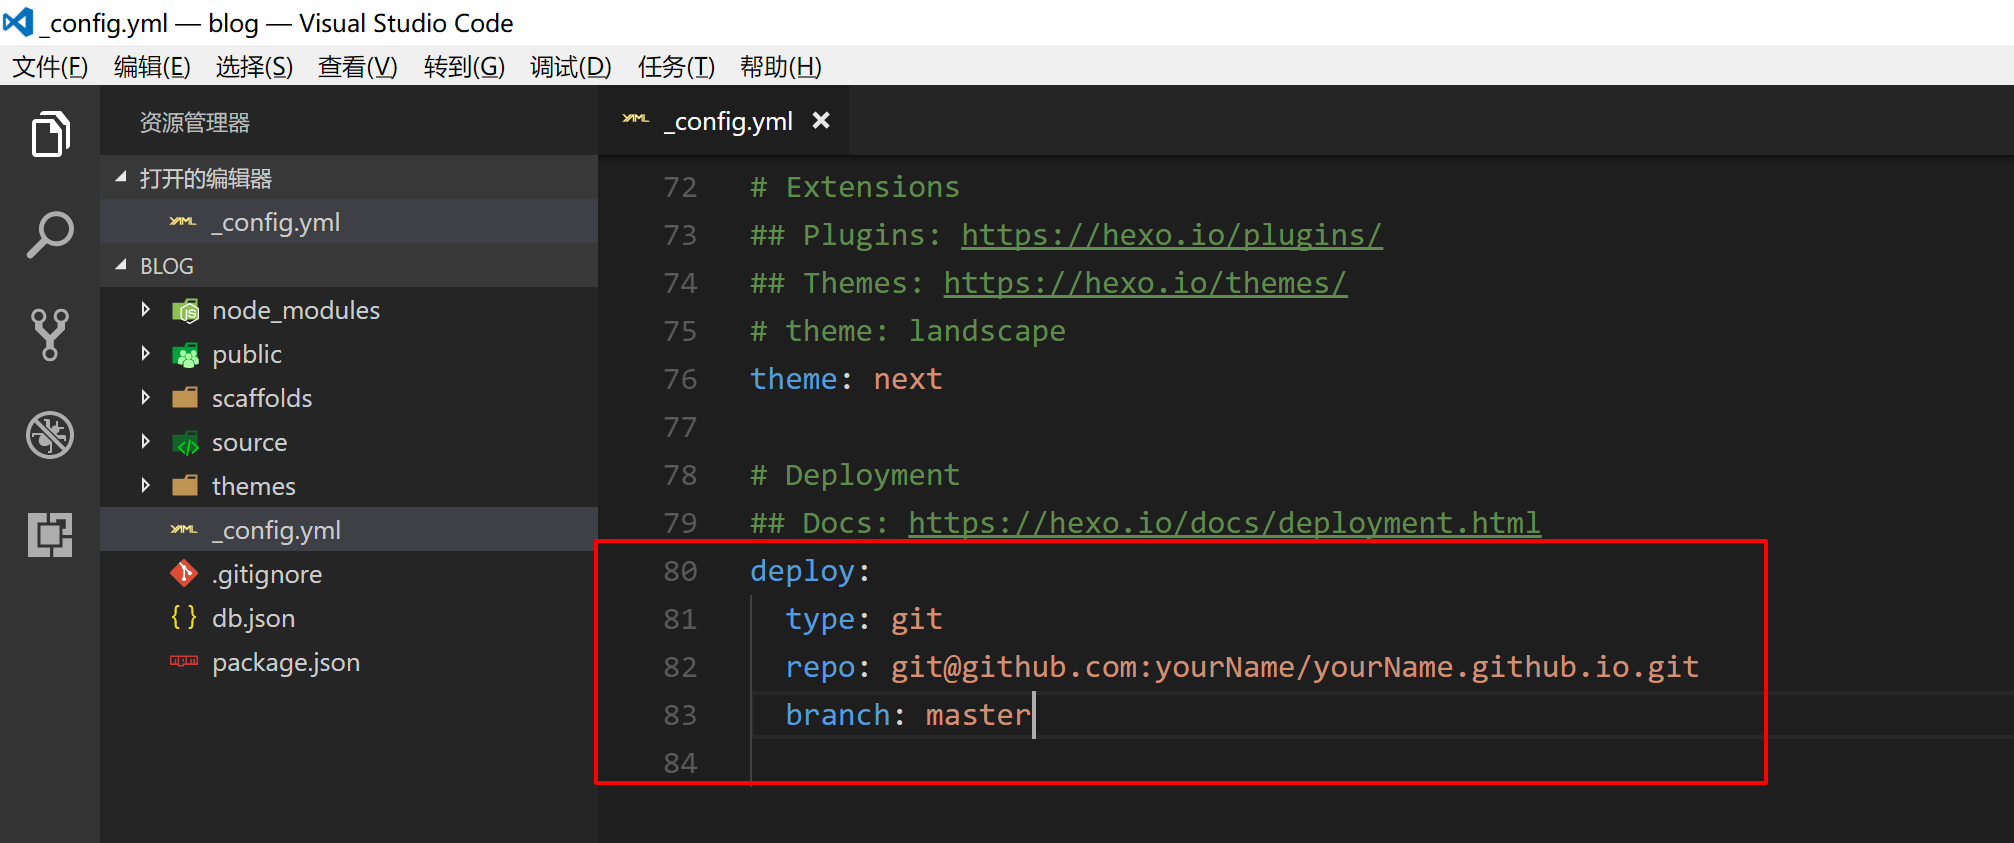 _config.yml — blog — Visual Studio Code
文件(F) 编辑(E) 选择(S) 查看(V) 转到(G) 调试(D) 任务(T) 帮助(H)
资源管理器
打开的编辑器
_config.yml
BLOG
node_modules
public
scaffolds
source
themes
_config.yml
.gitignore
db.json
package.json
_config.yml
72 # Extensions
73 ## Plugins: https://hexo.io/plugins/
74 ## Themes: https://hexo.io/themes/
75 # theme: landscape
76 theme: next
77
78 # Deployment
79 ## Docs: https://hexo.io/docs/deployment.html
80 deploy:
81   type: git
82   repo: git@github.com:yourName/yourName.github.io.git
83   branch: master
84